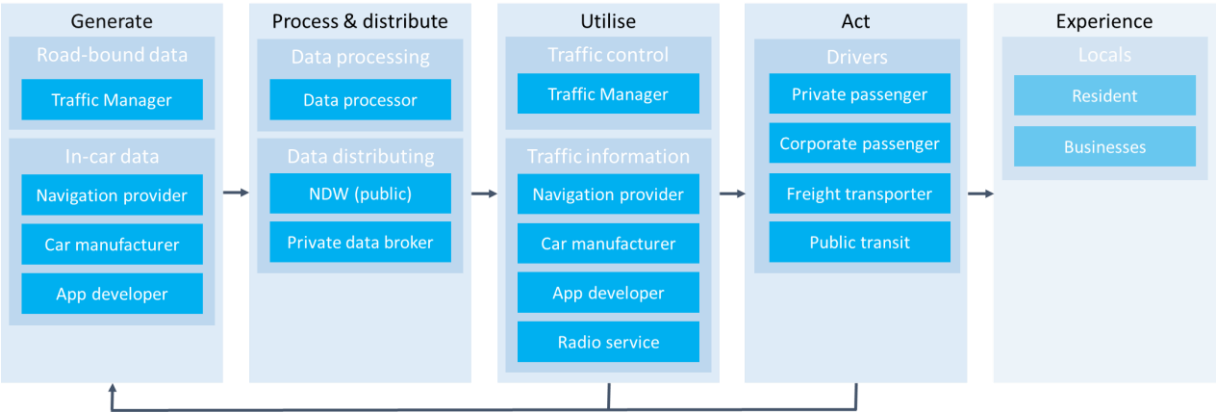 Generate
Road-bound data
Traffic Manager
In-car data
Navigation provider
Car manufacturer
App developer
Process & distribute
Data processing
Data processor
Data distributing
NDW (public)
Private data broker
Utilise
Traffic control
Traffic Manager
Traffic information
Navigation provider
Car manufacturer
App developer
Radio service
Act
Drivers
Private passenger
Corporate passenger
Freight transporter
Public transit
Experience
Locals
Resident
Businesses